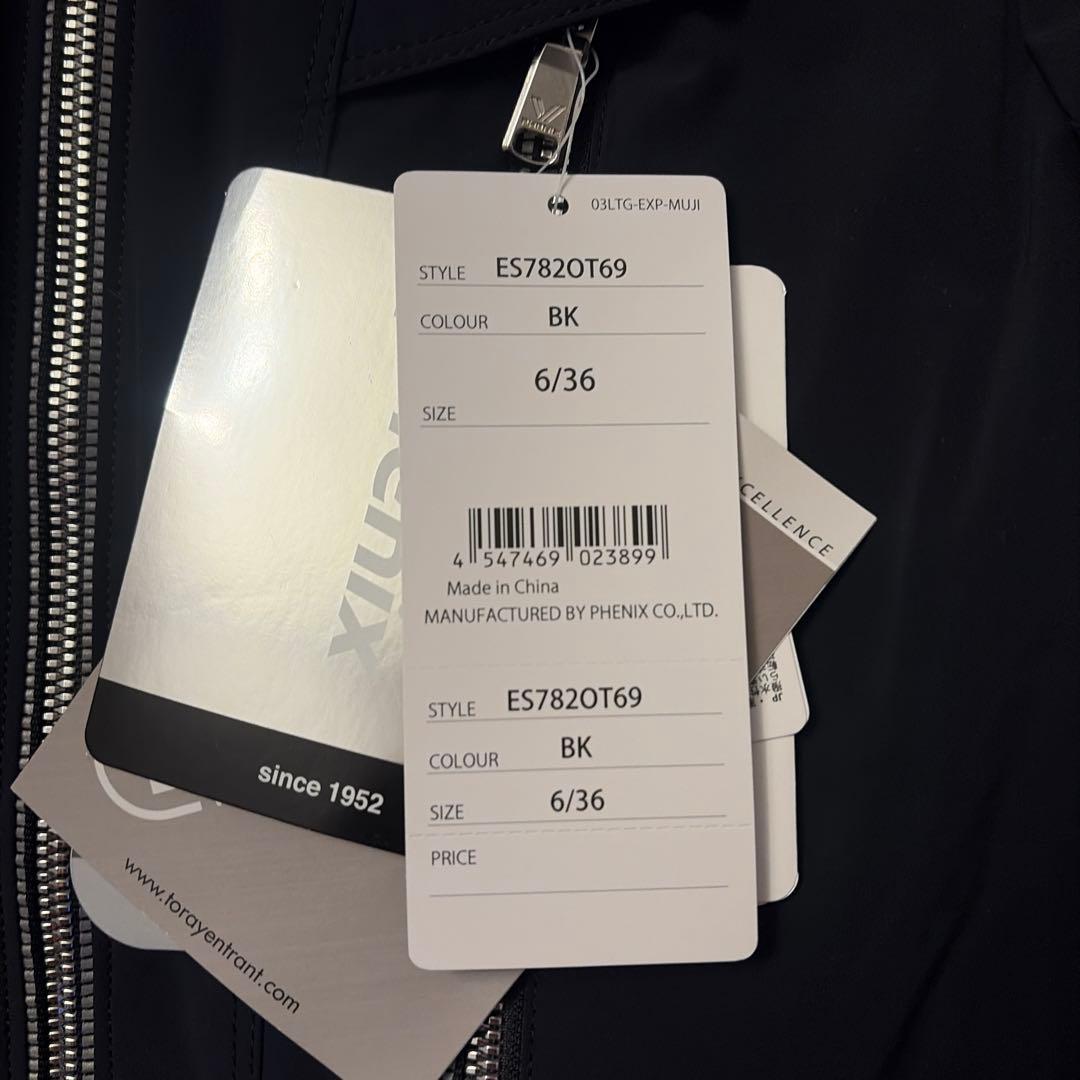 03LTG-EXP-MUJI
STYLE ES782OT69
COLOUR BK
6/36
SIZE
4 547469 023899
Made in China
MANUFACTURED BY PHENIX CO.,LTD.
STYLE ES782OT69
COLOUR BK
SIZE 6/36
PRICE
enix
since 1952
www.torayentrant.com
CELLENCE